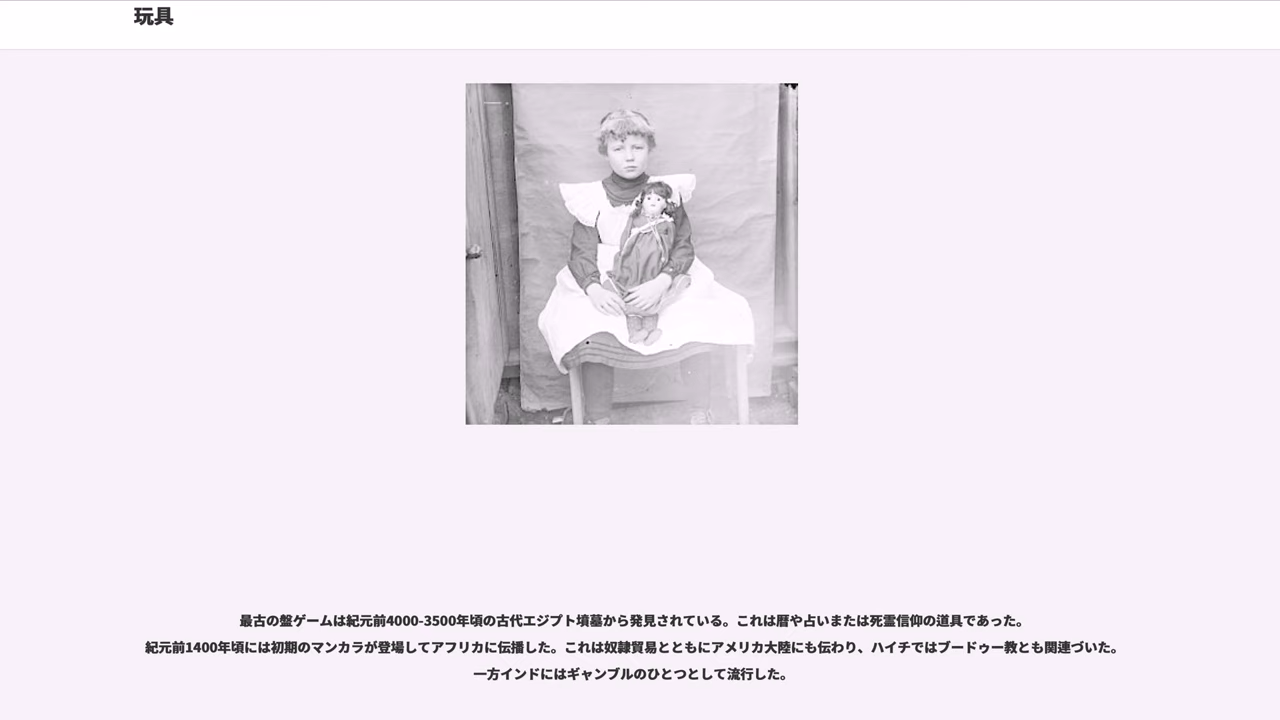 玩具
最古の盤ゲームは紀元前4000-3500年頃の古代エジプト墳墓から発見されている。これは暦や占いまたは死霊信仰の道具であった。
紀元前1400年頃には初期のマンカラが登場してアフリカに伝播した。これは奴隷貿易とともにアメリカ大陸にも伝わり、ハイチではブードゥー教とも関連づいた。
一方インドにはギャンブルのひとつとして流行した。